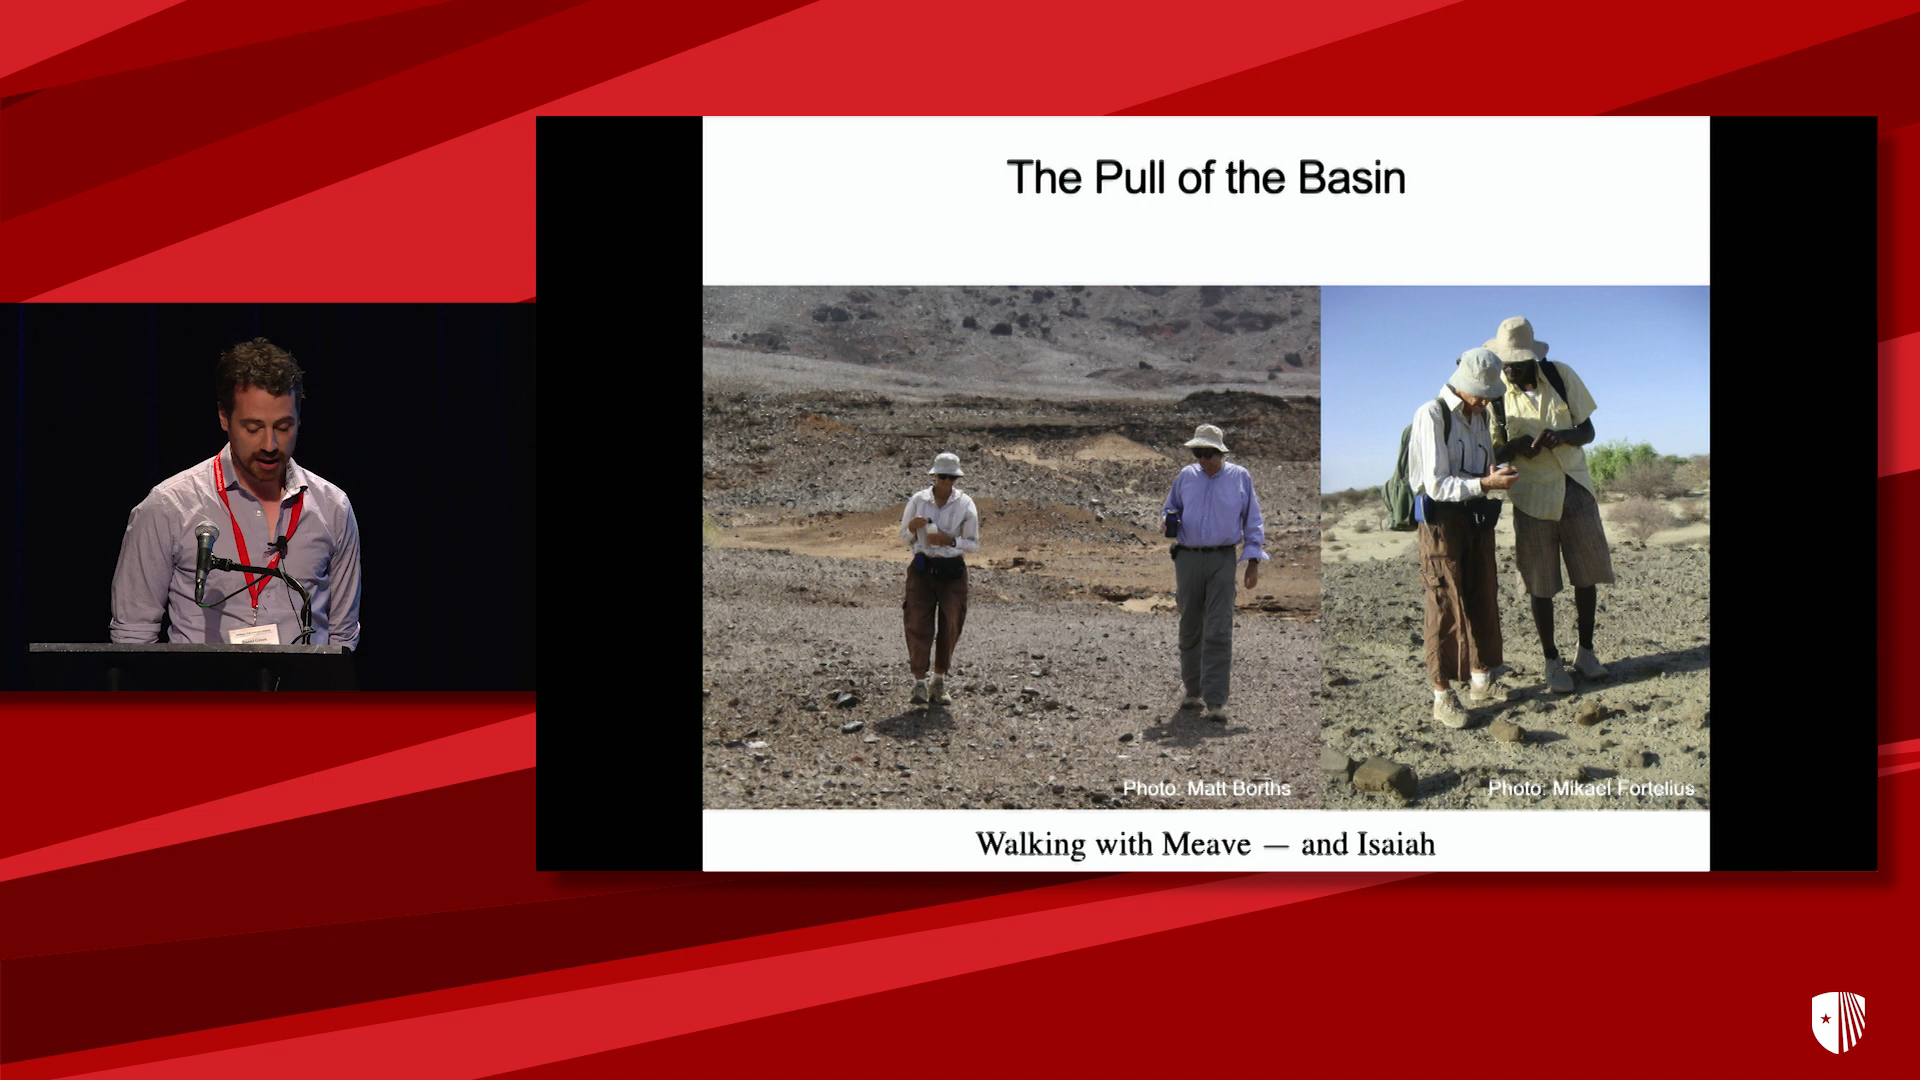 The Pull of the Basin
Photo: Matt Borths
Photo: Mikael Fortelius
Walking with Meave — and Isaiah